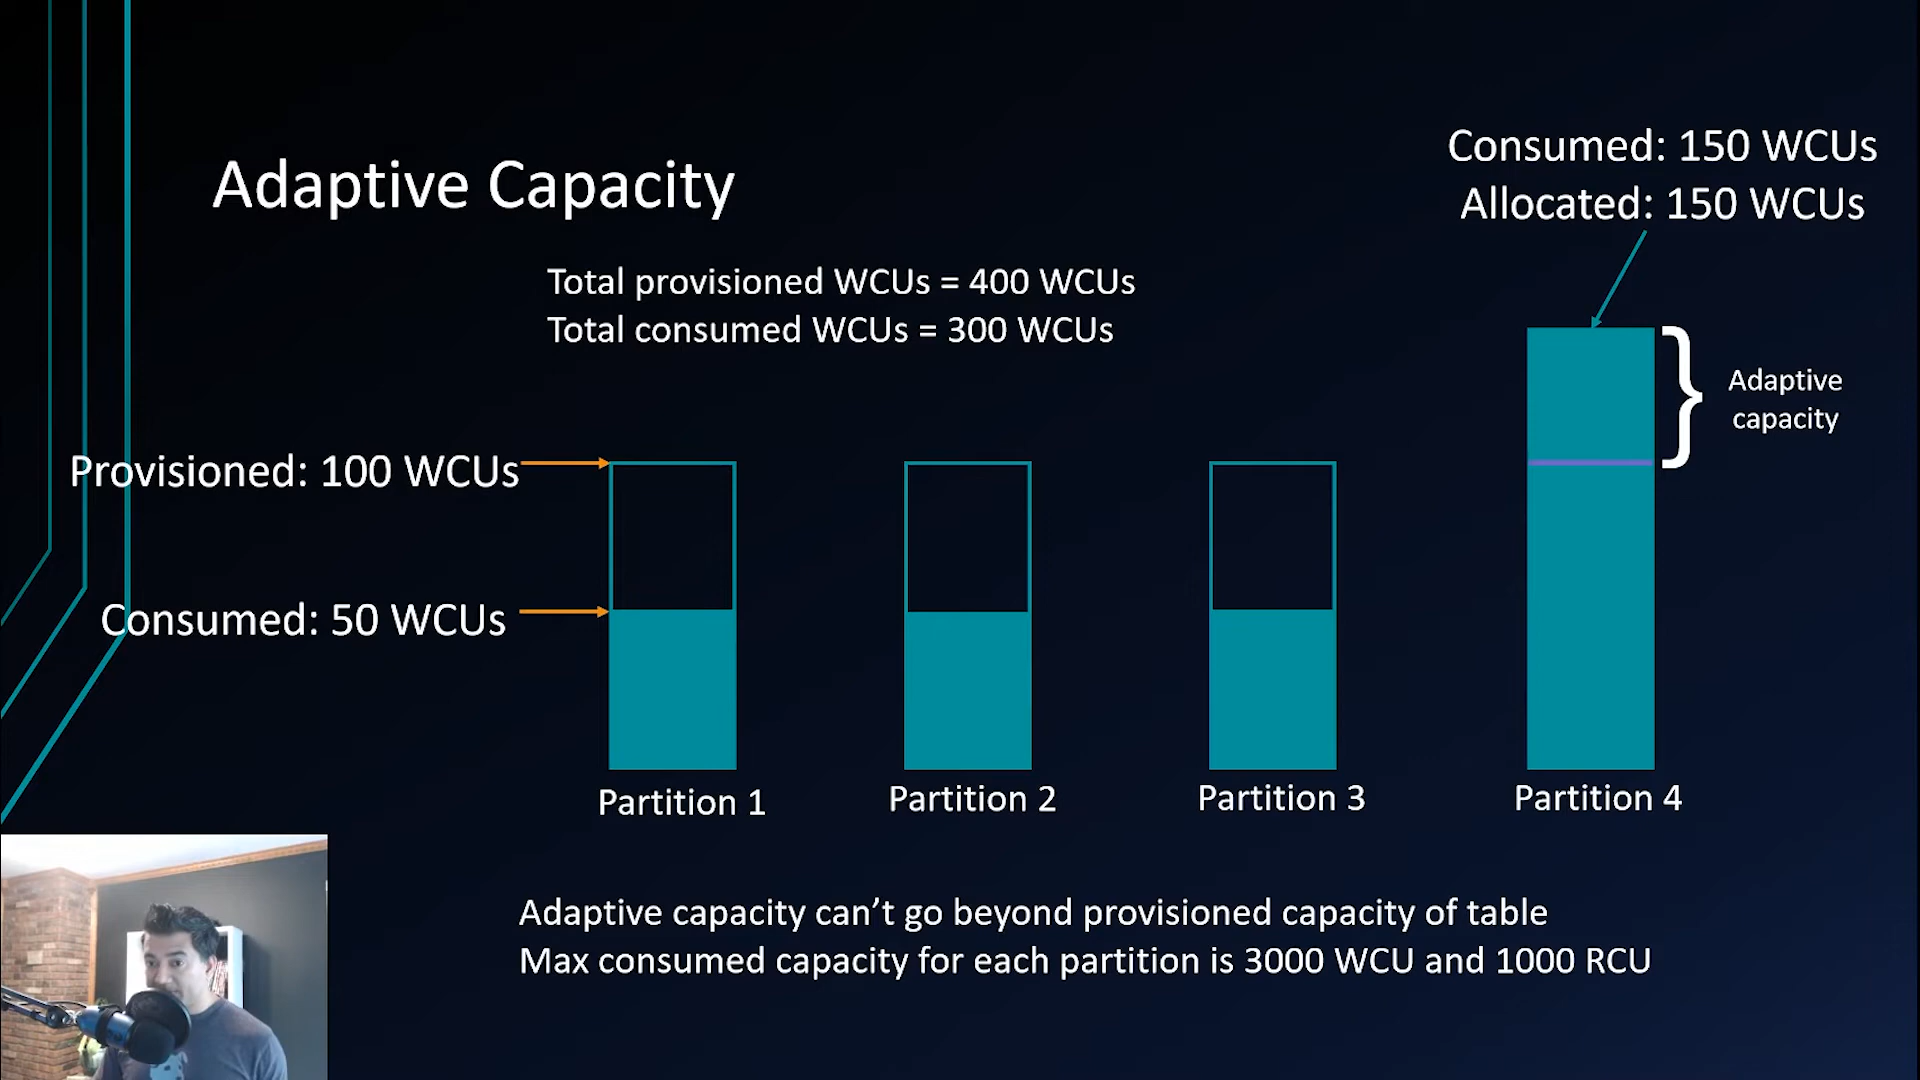 Adaptive Capacity
Consumed: 150 WCUs
Allocated: 150 WCUs
Total provisioned WCUs = 400 WCUs
Total consumed WCUs = 300 WCUs
Adaptive
capacity
Provisioned: 100 WCUs
Consumed: 50 WCUs
Partition 1
Partition 2
Partition 3
Partition 4
Adaptive capacity can’t go beyond provisioned capacity of table
Max consumed capacity for each partition is 3000 WCU and 1000 RCU